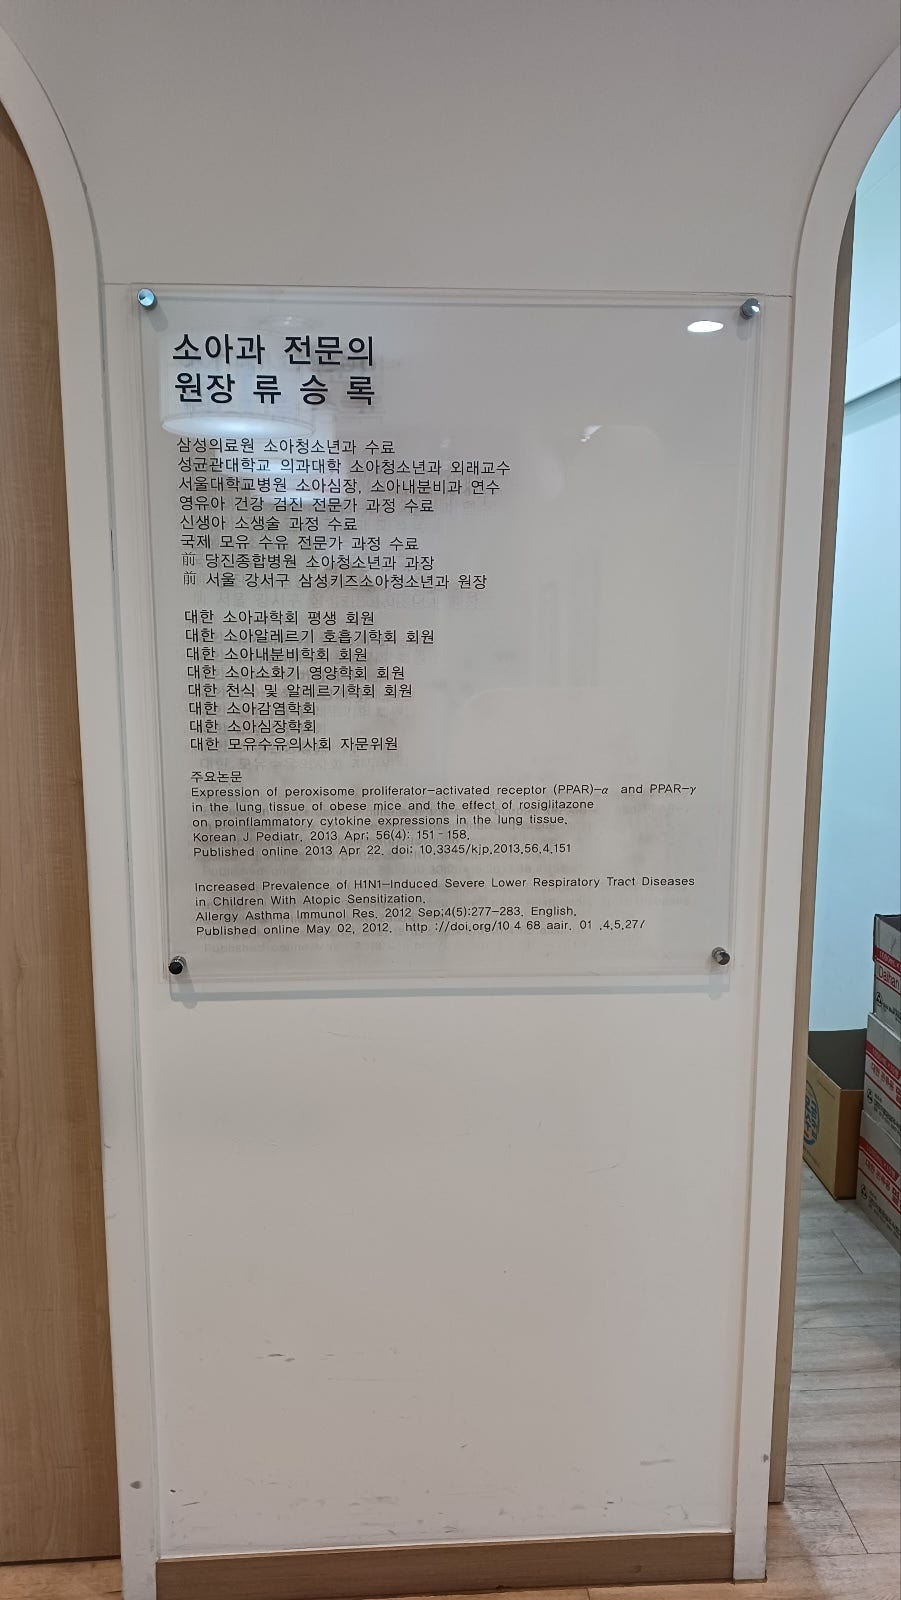 소아과 전문의
원장 류 승 록
삼성의료원 소아청소년과 수료
성균관대학교 의과대학 소아청소년과 외래교수
서울대학교병원 소아심장, 소아내분비과 연수
영유아 건강 검진 전문가 과정 수료
신생아 소생술 과정 수료
국제 모유 수유 전문가 과정 수료
前 당진종합병원 소아청소년과 과장
前 서울 강서구 삼성키즈소아청소년과 원장
대한 소아과학회 평생 회원
대한 소아알레르기 호흡기학회 회원
대한 소아내분비학회 회원
대한 소아소화기 영양학회 회원
대한 천식 및 알레르기학회 회원
대한 소아감염학회
대한 소아심장학회
대한 모유수유의사회 자문위원
주요논문
Expression of peroxisome proliferator-activated receptor (PPAR)-α and PPAR-γ
in the lung tissue of obese mice and the effect of rosiglitazone
on proinflammatory cytokine expressions in the lung tissue.
Korean J Pediatr. 2013 Apr; 56(4): 151 - 158.
Published online 2013 Apr 22. doi: 10.3345/kjp.2013.56.4.151
Increased Prevalence of H1N1-Induced Severe Lower Respiratory Tract Diseases
in Children With Atopic Sensitization.
Allergy Asthma Immunol Res. 2012 Sep;4(5):277-283. English.
Published online May 02, 2012. http ://doi.org/10 4 68 aair. 01 .4.5.277
Daihan